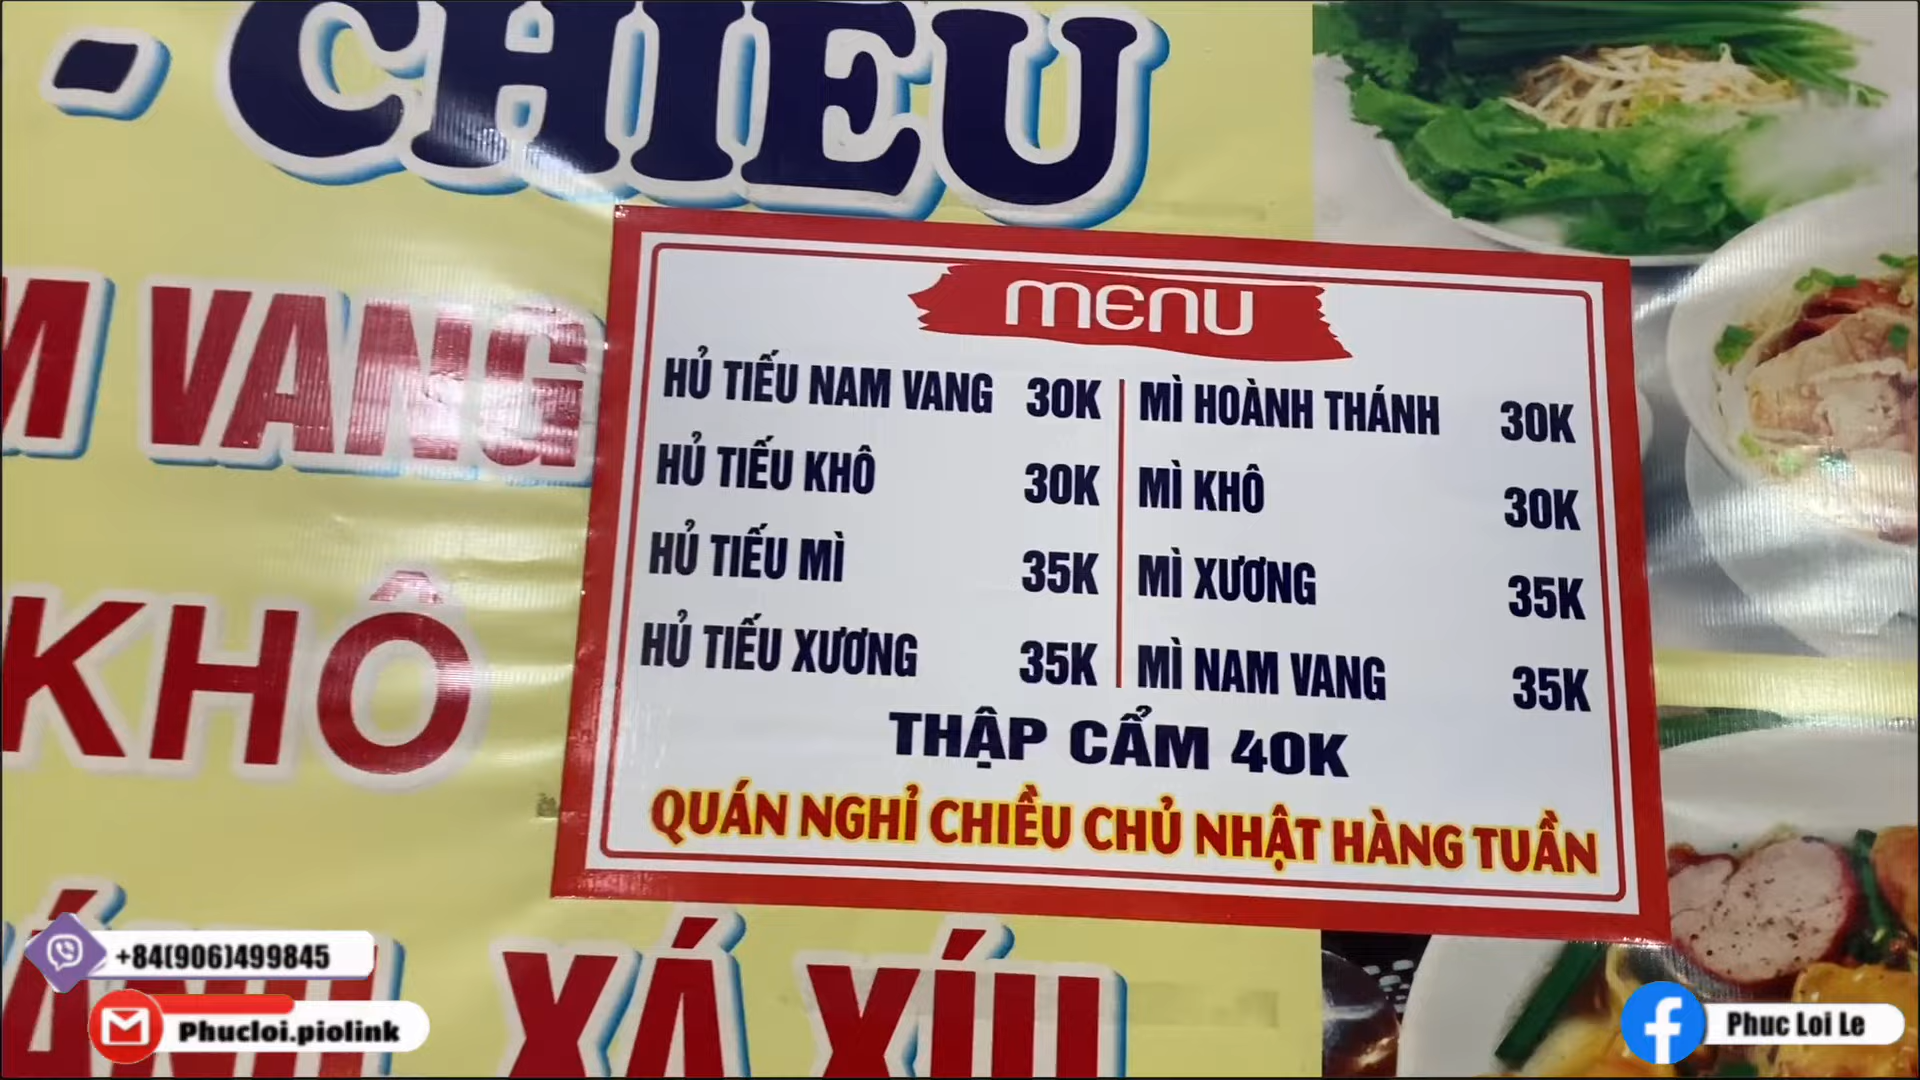 - CHIEU
M VANG
KHÔ
XÁ XÍU
MENU
HỦ TIẾU NAM VANG 30K
HỦ TIẾU KHÔ 30K
HỦ TIẾU MÌ 35K
HỦ TIẾU XƯƠNG 35K
MÌ HOÀNH THÁNH 30K
MÌ KHÔ 30K
MÌ XƯƠNG 35K
MÌ NAM VANG 35K
THẬP CẨM 40K
QUÁN NGHỈ CHIỀU CHỦ NHẬT HÀNG TUẦN
+84(906)499845
Phucloi.piolink
Phuc Loi Le